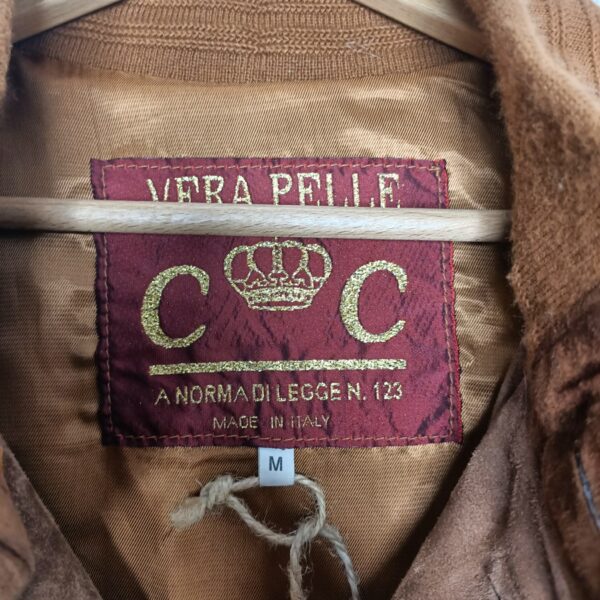 VERA PELLE
C C
A NORMA DI LEGGE N. 123
MADE IN ITALY
M